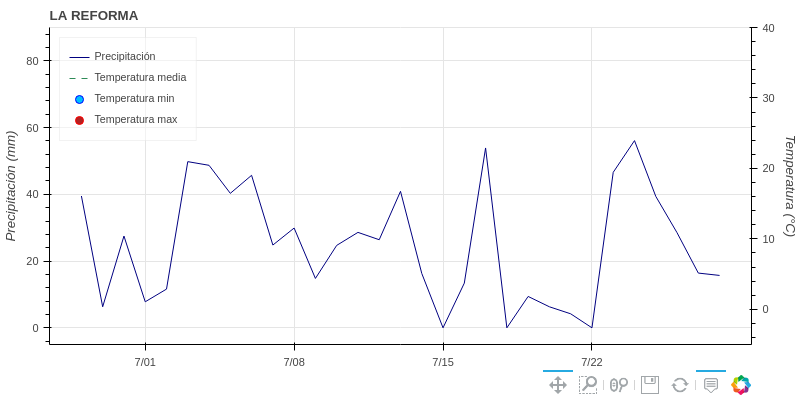 LA REFORMA
Precipitación
Temperatura media
Temperatura min
Temperatura max
Precipitación (mm)
80
60
40
20
0
Temperatura (°C)
40
30
20
10
0
7/01
7/08
7/15
7/22